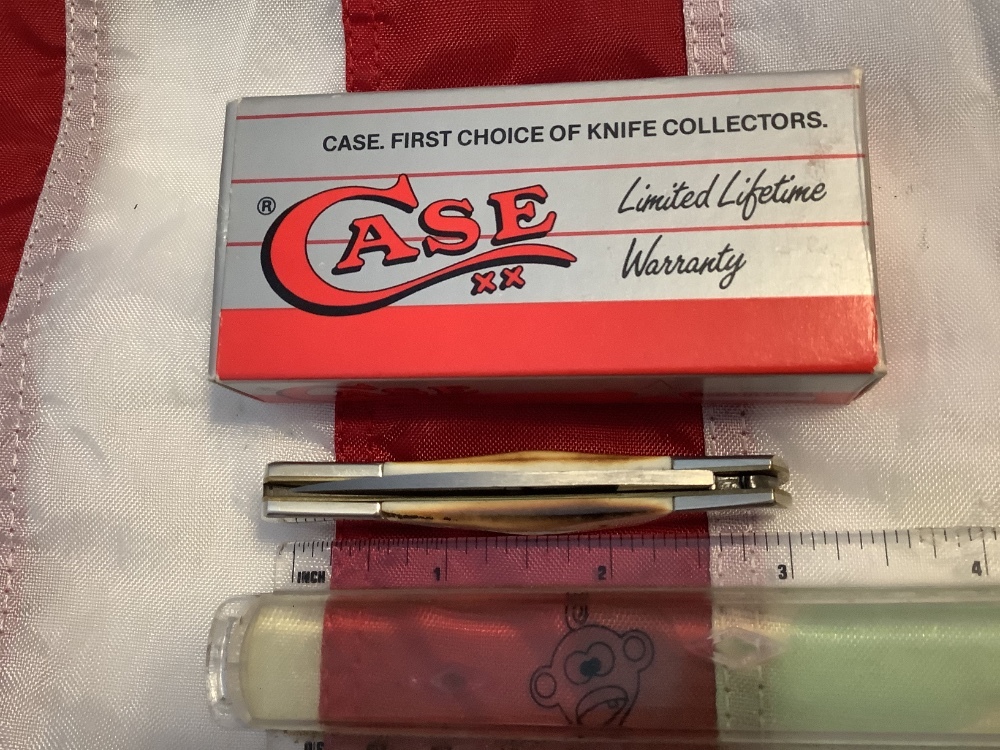 CASE. FIRST CHOICE OF KNIFE COLLECTORS.
® CASE
XX
Limited Lifetime
Warranty
INCH 1 2 3 4